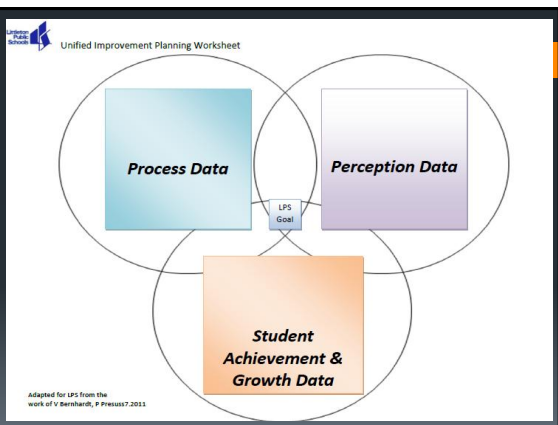 Littleton
Public
Schools
Unified Improvement Planning Worksheet
Process Data
Perception Data
LPS
Goal
Student
Achievement &
Growth Data
Adapted for LPS from the
work of V Bernhardt, P Presuss7.2011